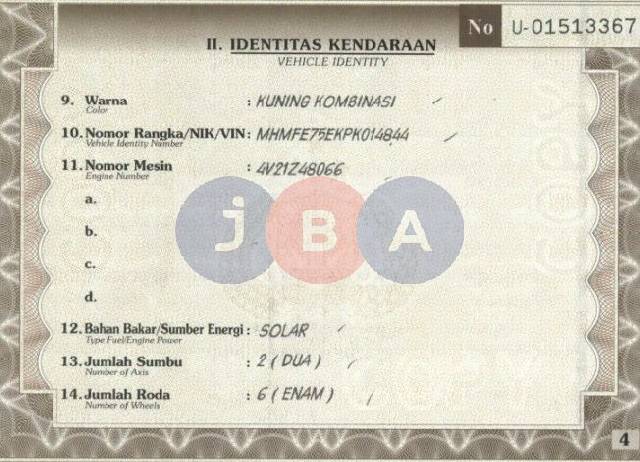 No U-01513367
II. IDENTITAS KENDARAAN
VEHICLE IDENTITY
9. Warna : KUNING KOMBINASI
Color
10. Nomor Rangka/NIK/VIN: MHMFE75EKPK014844
Vehicle Identity Number
11. Nomor Mesin : 4V21Z48066
Engine Number
a.
b.
c.
d.
JBA
12. Bahan Bakar/Sumber Energi : SOLAR
Type Fuel/Engine Power
13. Jumlah Sumbu : 2 ( DUA )
Number of Axis
14. Jumlah Roda : 6 ( ENAM )
Number of Wheels
4